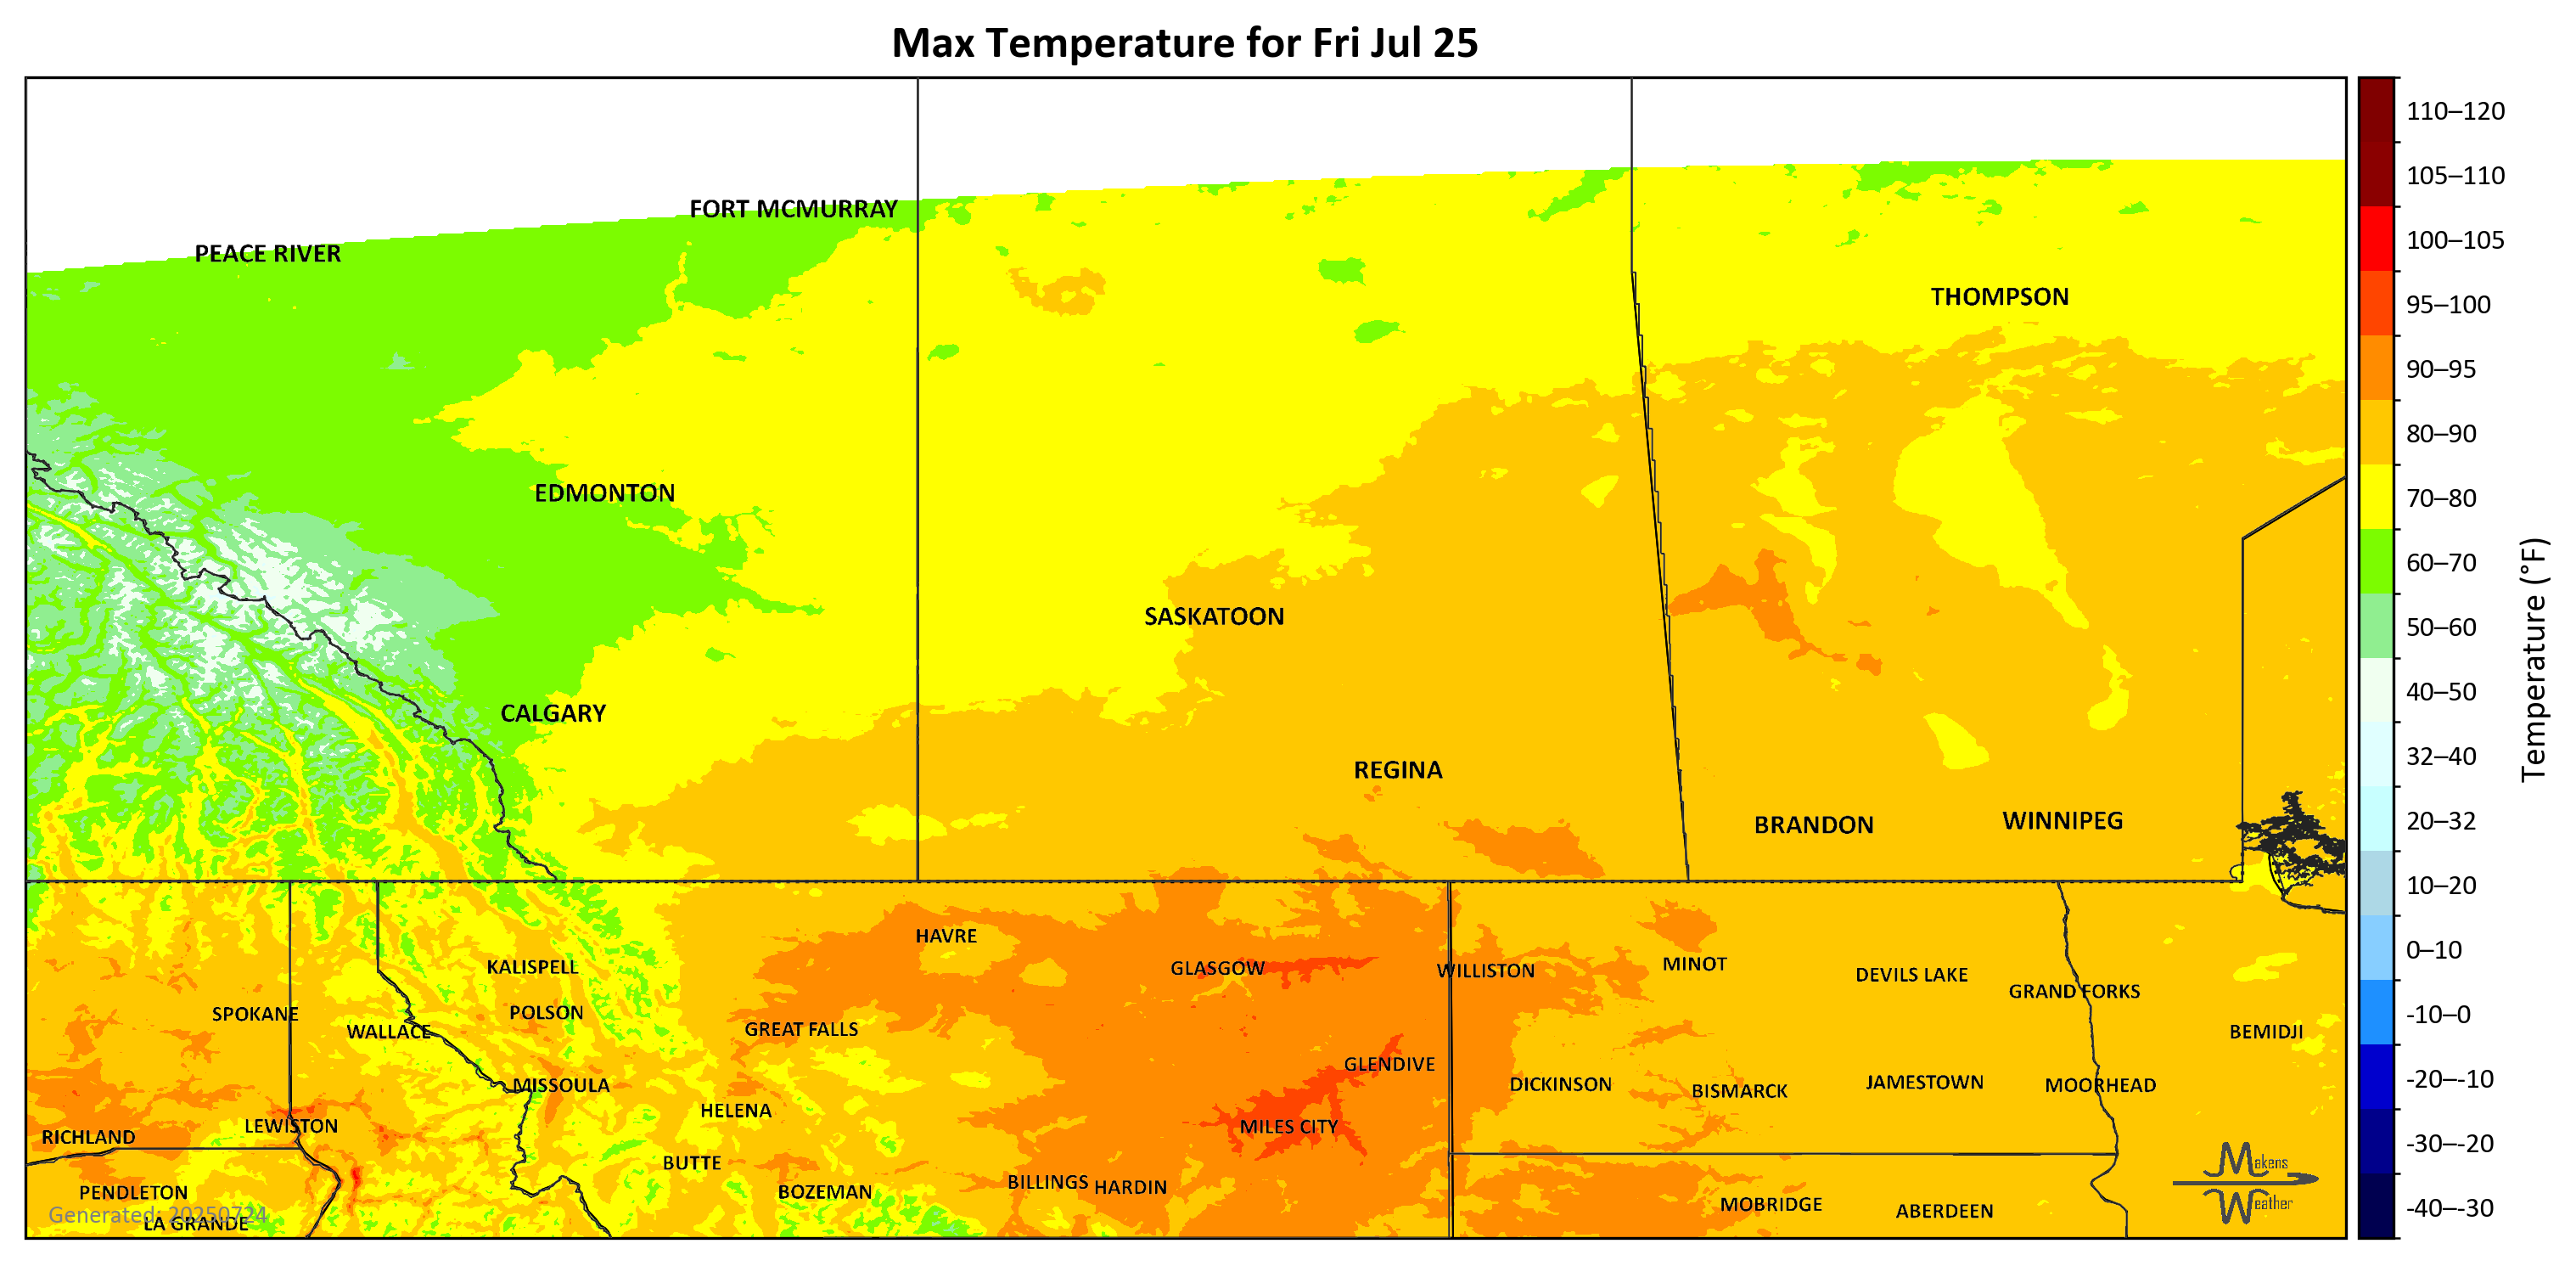 Max Temperature for Fri Jul 25
110–120
105–110
FORT MCMURRAY
100–105
PEACE RIVER
THOMPSON
95–100
90–95
80–90
EDMONTON
70–80
60–70
SASKATOON
50–60
Temperature (°F)
40–50
CALGARY
32–40
REGINA
20–32
BRANDON
WINNIPEG
10–20
HAVRE
0–10
KALISPELL
GLASGOW
WILLISTON
MINOT
DEVILS LAKE
GRAND FORKS
SPOKANE
POLSON
-10–0
WALLACE
GREAT FALLS
BEMIDJI
GLENDIVE
-20–-10
MISSOULA
DICKINSON
BISMARCK
JAMESTOWN
MOORHEAD
HELENA
LEWISTON
MILES CITY
RICHLAND
-30–-20
BUTTE
Makens
PENDLETON
BOZEMAN
BILLINGS
HARDIN
MOBRIDGE
ABERDEEN
Weather
-40–-30
Generated: 20250724
LA GRANDE